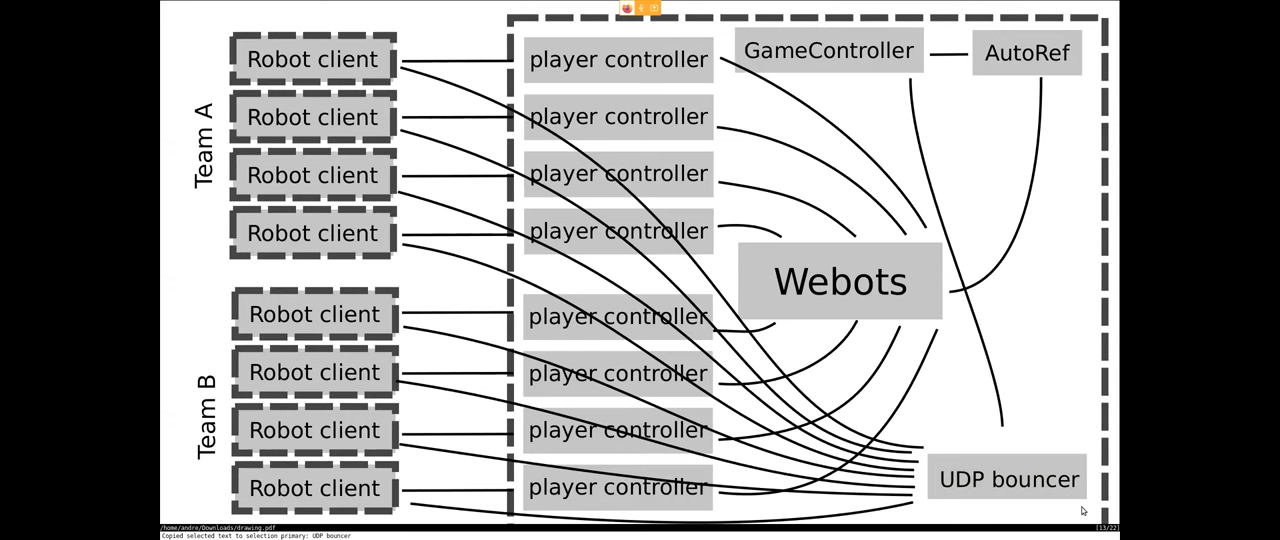 Team A
Robot client
Robot client
Robot client
Robot client
Team B
Robot client
Robot client
Robot client
Robot client
player controller
player controller
player controller
player controller
player controller
player controller
player controller
player controller
GameController
AutoRef
Webots
UDP bouncer
/home/andre/Downloads/drawing.pdf
[13/22]
Copied selected text to selection primary: UDP bouncer